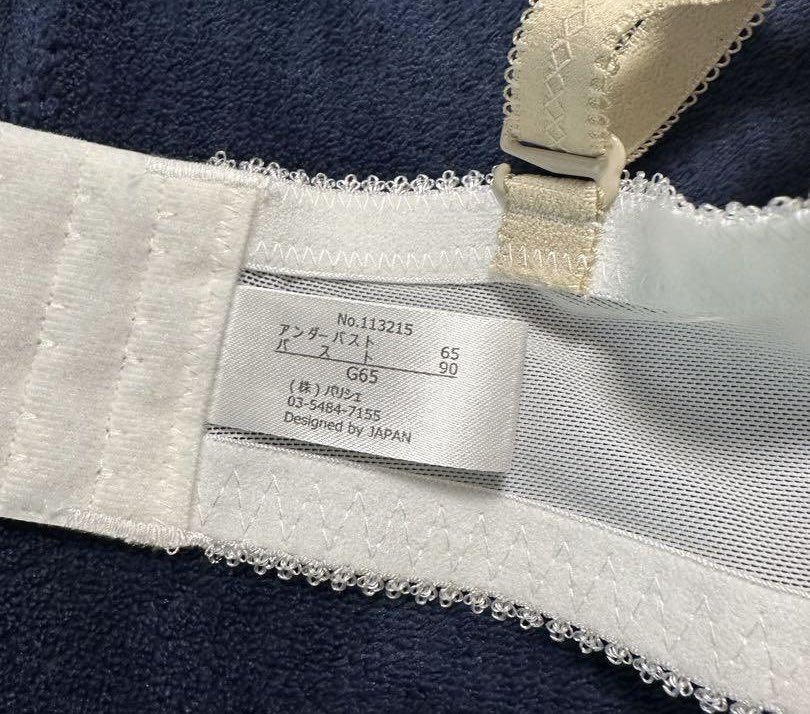 No.113215
アンダーバスト 65
バスト 90
G65
(株)パリシェ
03-5484-7155
Designed by JAPAN